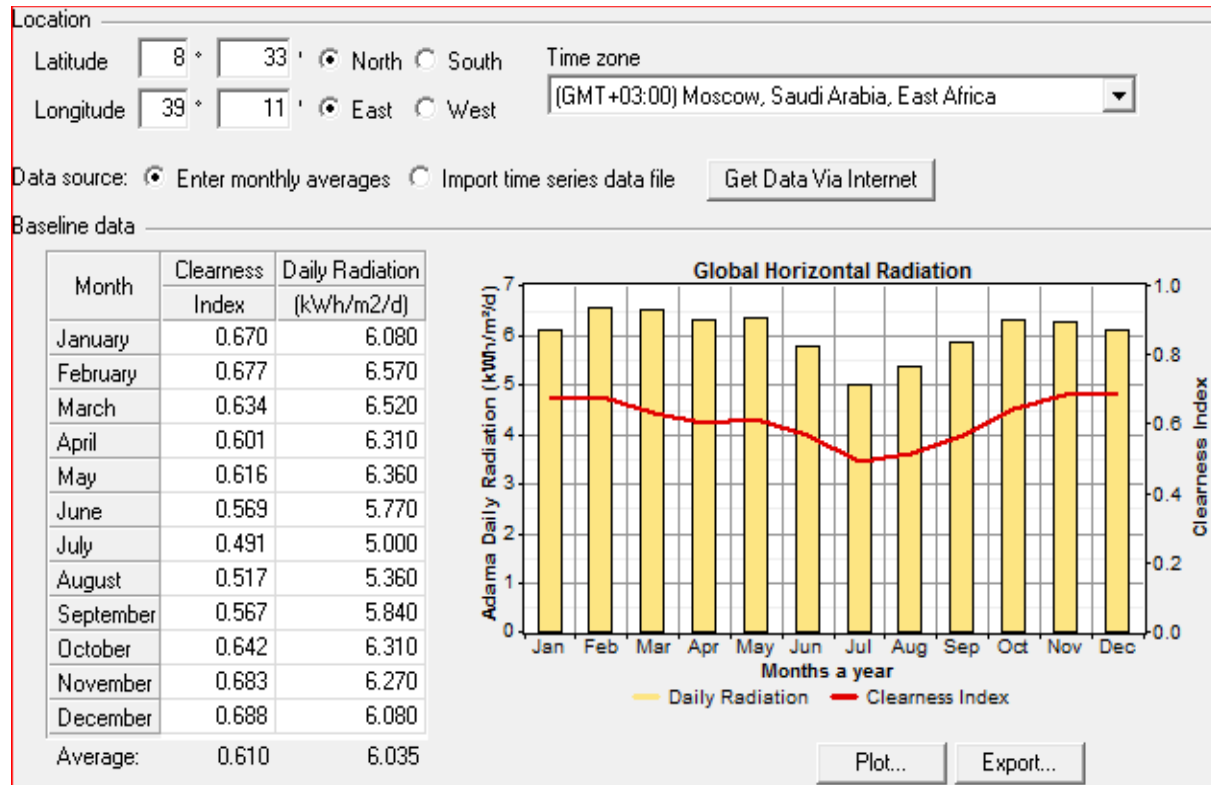 Location
Latitude 8 ° 33 ' North South Time zone
Longitude 39 ° 11 ' East West (GMT+03:00) Moscow, Saudi Arabia, East Africa
Data source: Enter monthly averages Import time series data file Get Data Via Internet
Baseline data
Month Clearness Index Daily Radiation (kWh/m2/d)
January 0.670 6.080
February 0.677 6.570
March 0.634 6.520
April 0.601 6.310
May 0.616 6.360
June 0.569 5.770
July 0.491 5.000
August 0.517 5.360
September 0.567 5.840
October 0.642 6.310
November 0.683 6.270
December 0.688 6.080
Average: 0.610 6.035
Global Horizontal Radiation
Adama Daily Radiation (kWh/m²/d)
7
6
5
4
3
2
1
0
1.0
0.8
0.6
0.4
0.2
0.0
Clearness Index
Jan Feb Mar Apr May Jun Jul Aug Sep Oct Nov Dec
Months a year
Daily Radiation Clearness Index
Plot... Export...